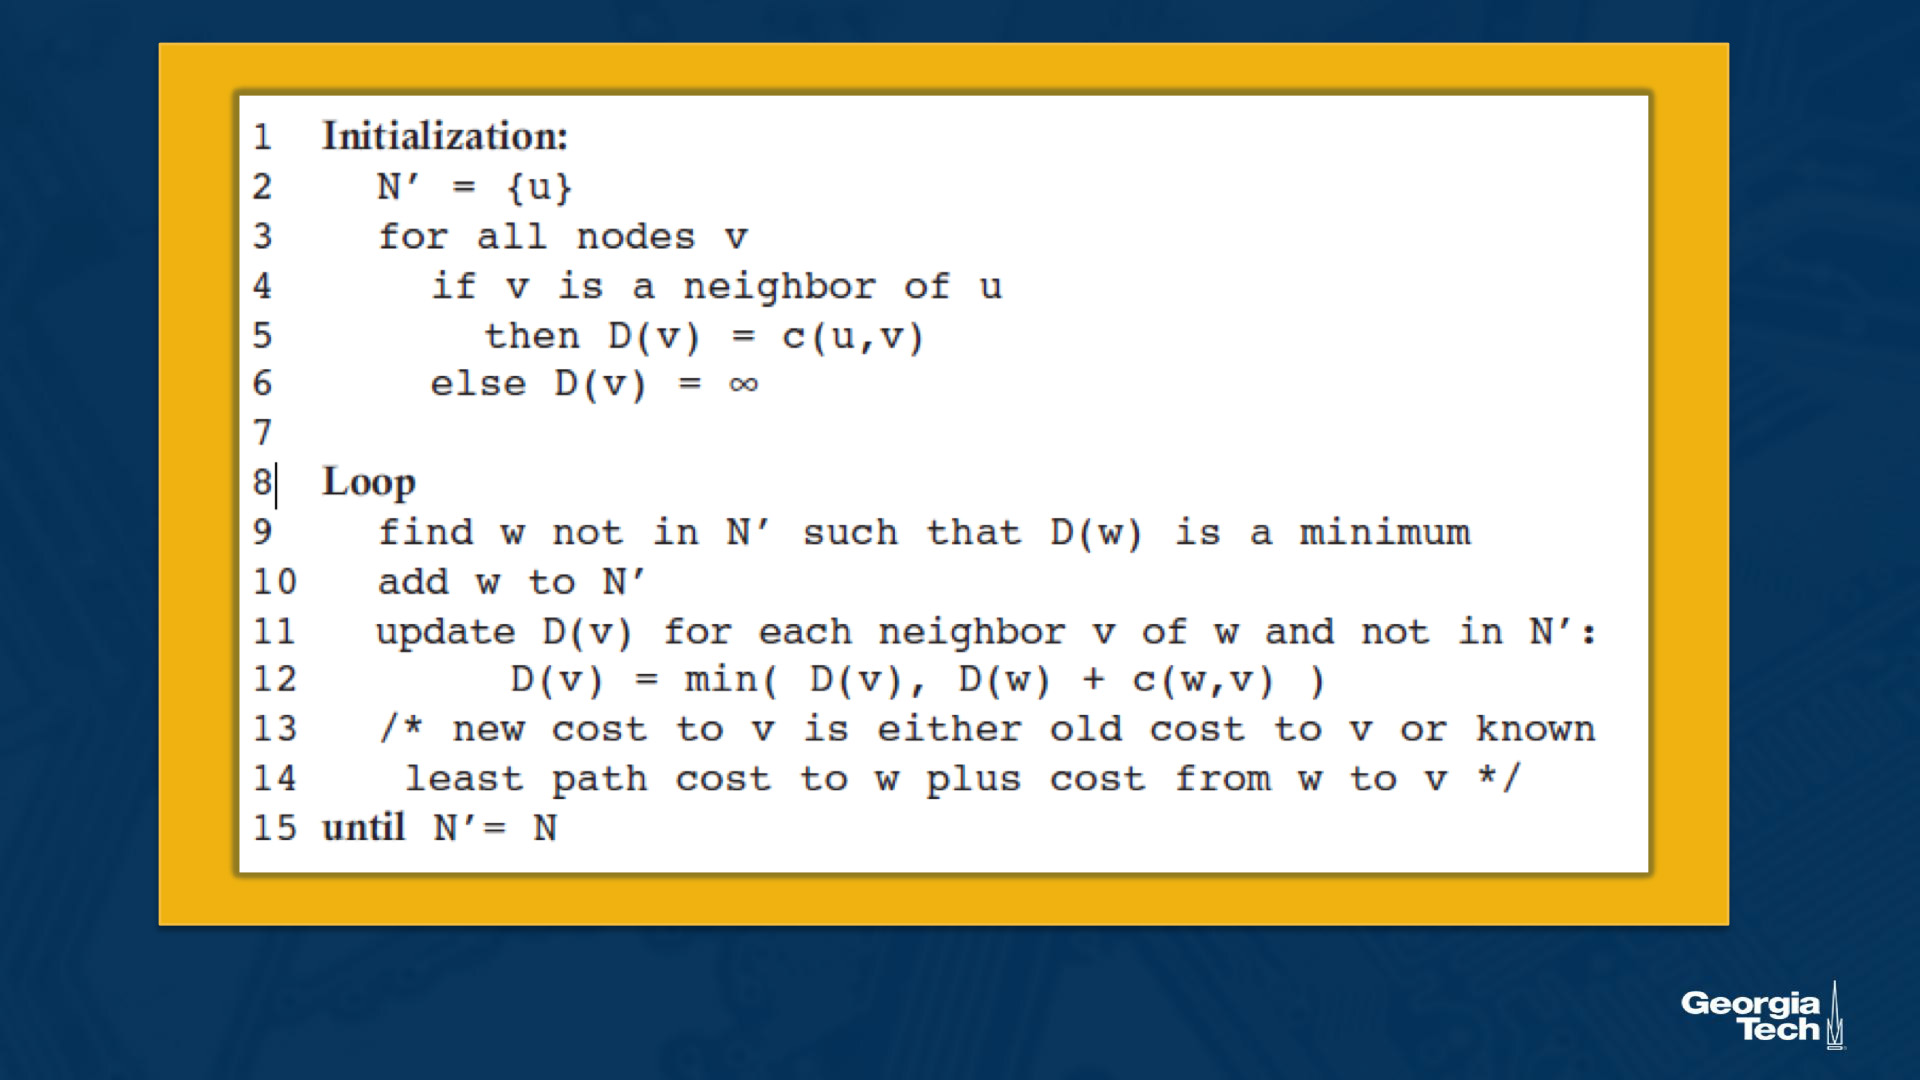 1 Initialization:
2 N′ = {u}
3 for all nodes v
4 if v is a neighbor of u
5 then D(v) = c(u,v)
6 else D(v) = ∞
7
8 Loop
9 find w not in N′ such that D(w) is a minimum
10 add w to N′
11 update D(v) for each neighbor v of w and not in N′:
12 D(v) = min( D(v), D(w) + c(w,v) )
13 /* new cost to v is either old cost to v or known
14 least path cost to w plus cost from w to v */
15 until N′= N
Georgia
Tech